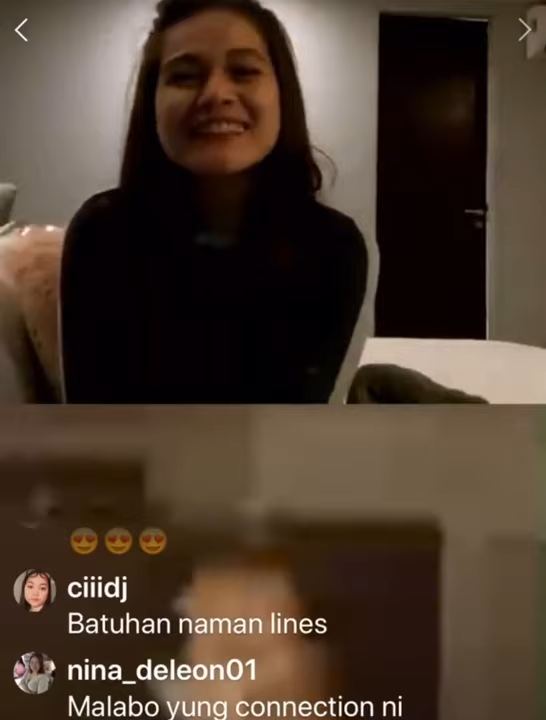 😍😍😍
ciiidj
Batuhan naman lines
nina_deleon01
Malabo yung connection ni